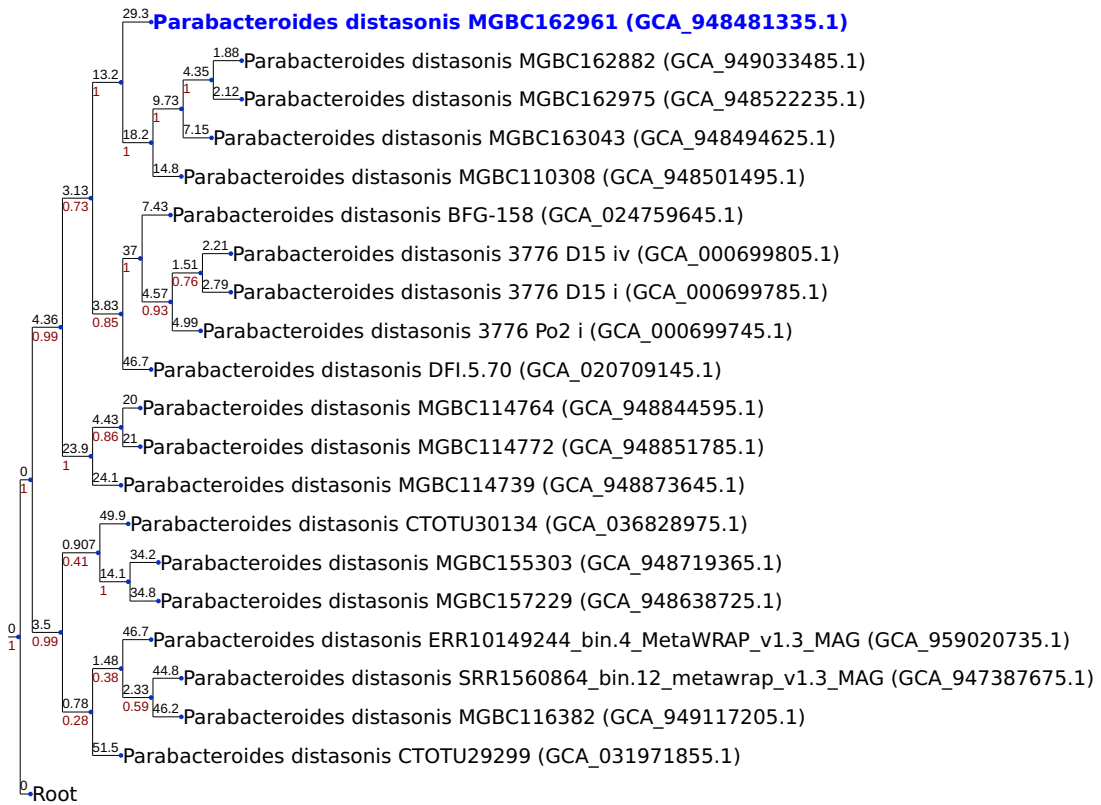 29.3
Parabacteroides distasonis MGBC162961 (GCA_948481335.1)
1.88
Parabacteroides distasonis MGBC162882 (GCA_949033485.1)
4.35
1
13.2
1
2.12
Parabacteroides distasonis MGBC162975 (GCA_948522235.1)
9.73
1
7.15
Parabacteroides distasonis MGBC163043 (GCA_948494625.1)
18.2
1
14.8
Parabacteroides distasonis MGBC110308 (GCA_948501495.1)
3.13
0.73
7.43
Parabacteroides distasonis BFG-158 (GCA_024759645.1)
37
1
2.21
Parabacteroides distasonis 3776 D15 iv (GCA_000699805.1)
1.51
0.76
2.79
Parabacteroides distasonis 3776 D15 i (GCA_000699785.1)
4.57
0.93
3.83
0.85
4.99
Parabacteroides distasonis 3776 Po2 i (GCA_000699745.1)
4.36
0.99
46.7
Parabacteroides distasonis DFI.5.70 (GCA_020709145.1)
20
Parabacteroides distasonis MGBC114764 (GCA_948844595.1)
4.43
0.86
21
Parabacteroides distasonis MGBC114772 (GCA_948851785.1)
23.9
1
0
1
24.1
Parabacteroides distasonis MGBC114739 (GCA_948873645.1)
49.9
Parabacteroides distasonis CTOTU30134 (GCA_036828975.1)
0.907
0.41
34.2
Parabacteroides distasonis MGBC155303 (GCA_948719365.1)
14.1
1
34.8
Parabacteroides distasonis MGBC157229 (GCA_948638725.1)
0
1
3.5
0.99
46.7
Parabacteroides distasonis ERR10149244_bin.4_MetaWRAP_v1.3_MAG (GCA_959020735.1)
1.48
0.38
44.8
Parabacteroides distasonis SRR1560864_bin.12_metawrap_v1.3_MAG (GCA_947387675.1)
2.33
0.59
0.78
0.28
46.2
Parabacteroides distasonis MGBC116382 (GCA_949117205.1)
51.5
Parabacteroides distasonis CTOTU29299 (GCA_031971855.1)
0
Root